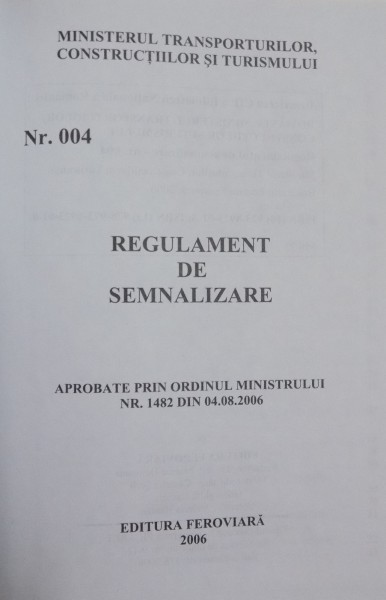 MINISTERUL TRANSPORTURILOR,
CONSTRUCȚIILOR ȘI TURISMULUI
Nr. 004
REGULAMENT
DE
SEMNALIZARE
APROBATE PRIN ORDINUL MINISTRULUI
NR. 1482 DIN 04.08.2006
EDITURA FEROVIARĂ
2006